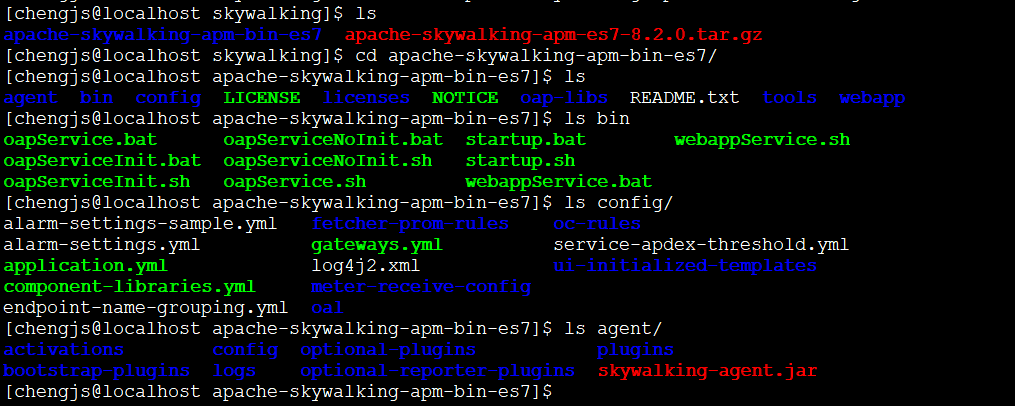 [chengjs@localhost skywalking]$ ls
apache-skywalking-apm-bin-es7  apache-skywalking-apm-es7-8.2.0.tar.gz
[chengjs@localhost skywalking]$ cd apache-skywalking-apm-bin-es7/
[chengjs@localhost apache-skywalking-apm-bin-es7]$ ls
agent  bin  config  LICENSE  licenses  NOTICE  oap-libs  README.txt  tools  webapp
[chengjs@localhost apache-skywalking-apm-bin-es7]$ ls bin
oapService.bat      oapServiceNoInit.bat  startup.bat        webappService.sh
oapServiceInit.bat  oapServiceNoInit.sh   startup.sh
oapServiceInit.sh   oapService.sh         webappService.bat
[chengjs@localhost apache-skywalking-apm-bin-es7]$ ls config/
alarm-settings-sample.yml   fetcher-prom-rules    oc-rules
alarm-settings.yml          gateways.yml          service-apdex-threshold.yml
application.yml             log4j2.xml            ui-initialized-templates
component-libraries.yml     meter-receive-config
endpoint-name-grouping.yml  oal
[chengjs@localhost apache-skywalking-apm-bin-es7]$ ls agent/
activations        config  optional-plugins           plugins
bootstrap-plugins  logs    optional-reporter-plugins  skywalking-agent.jar
[chengjs@localhost apache-skywalking-apm-bin-es7]$